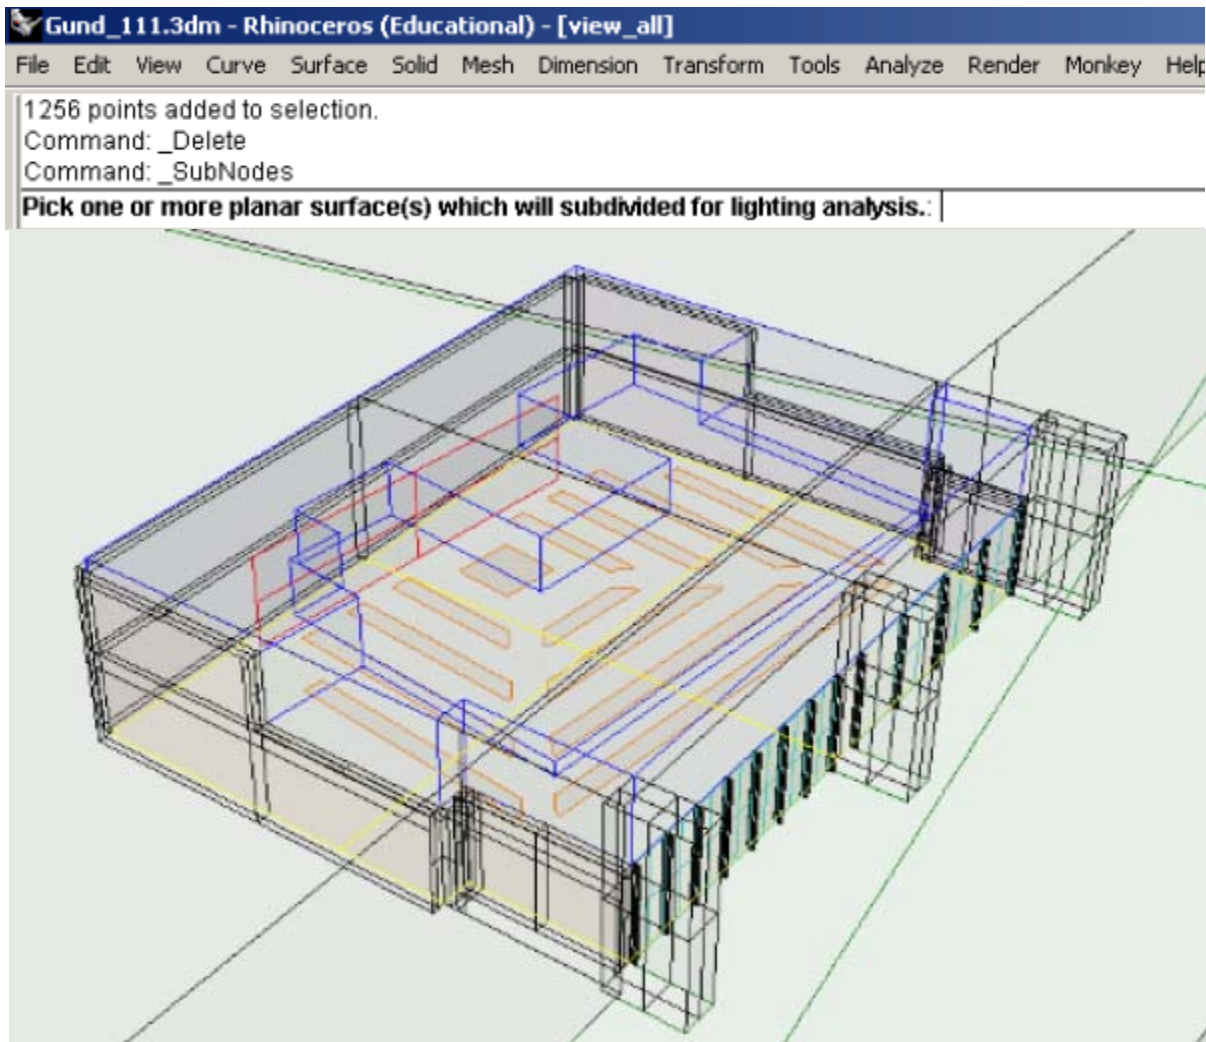 Gund_111.3dm - Rhinoceros (Educational) - [view_all]
File Edit View Curve Surface Solid Mesh Dimension Transform Tools Analyze Render Monkey Help
1256 points added to selection.
Command: _Delete
Command: _SubNodes
Pick one or more planar surface(s) which will subdivided for lighting analysis.: